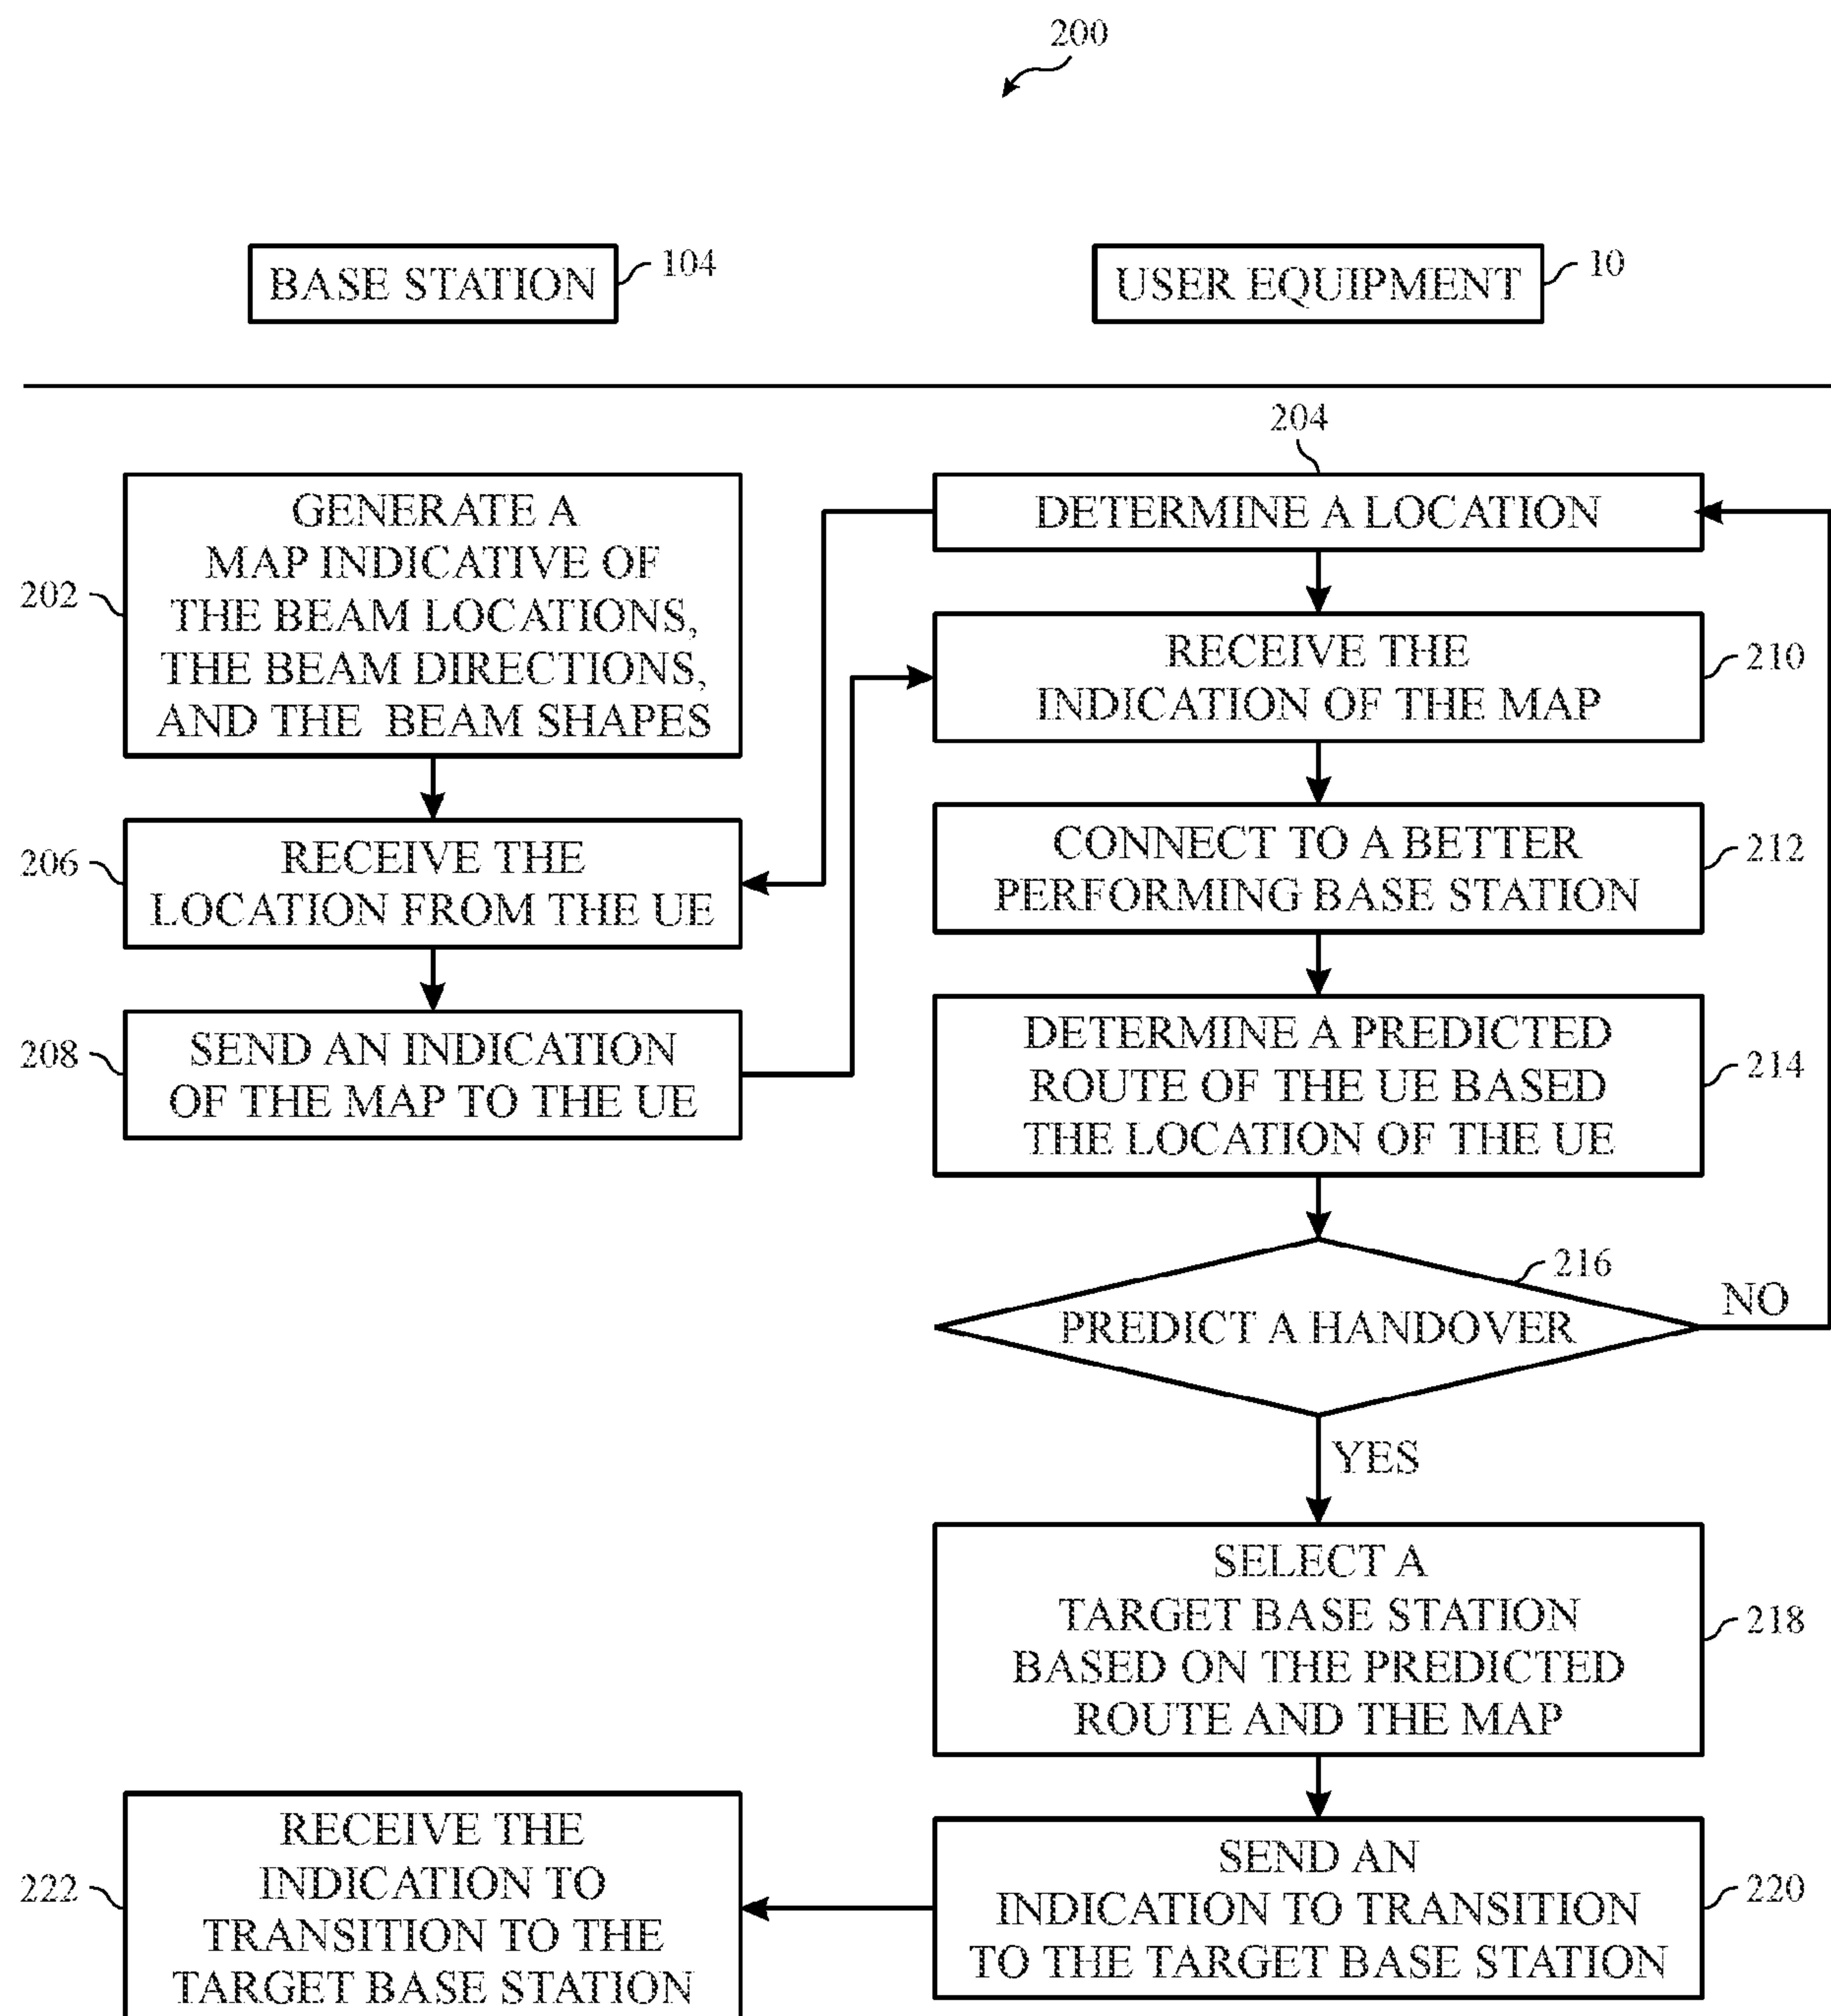 200
BASE STATION
104
USER EQUIPMENT
10
204
DETERMINE A LOCATION
202
GENERATE A
MAP INDICATIVE OF
THE BEAM LOCATIONS,
THE BEAM DIRECTIONS,
AND THE BEAM SHAPES
RECEIVE THE
INDICATION OF THE MAP
210
206
RECEIVE THE
LOCATION FROM THE UE
CONNECT TO A BETTER
PERFORMING BASE STATION
212
208
SEND AN INDICATION
OF THE MAP TO THE UE
DETERMINE A PREDICTED
ROUTE OF THE UE BASED
THE LOCATION OF THE UE
214
216
PREDICT A HANDOVER
NO
YES
SELECT A
TARGET BASE STATION
BASED ON THE PREDICTED
ROUTE AND THE MAP
218
SEND AN
INDICATION TO TRANSITION
TO THE TARGET BASE STATION
220
222
RECEIVE THE
INDICATION TO
TRANSITION TO THE
TARGET BASE STATION